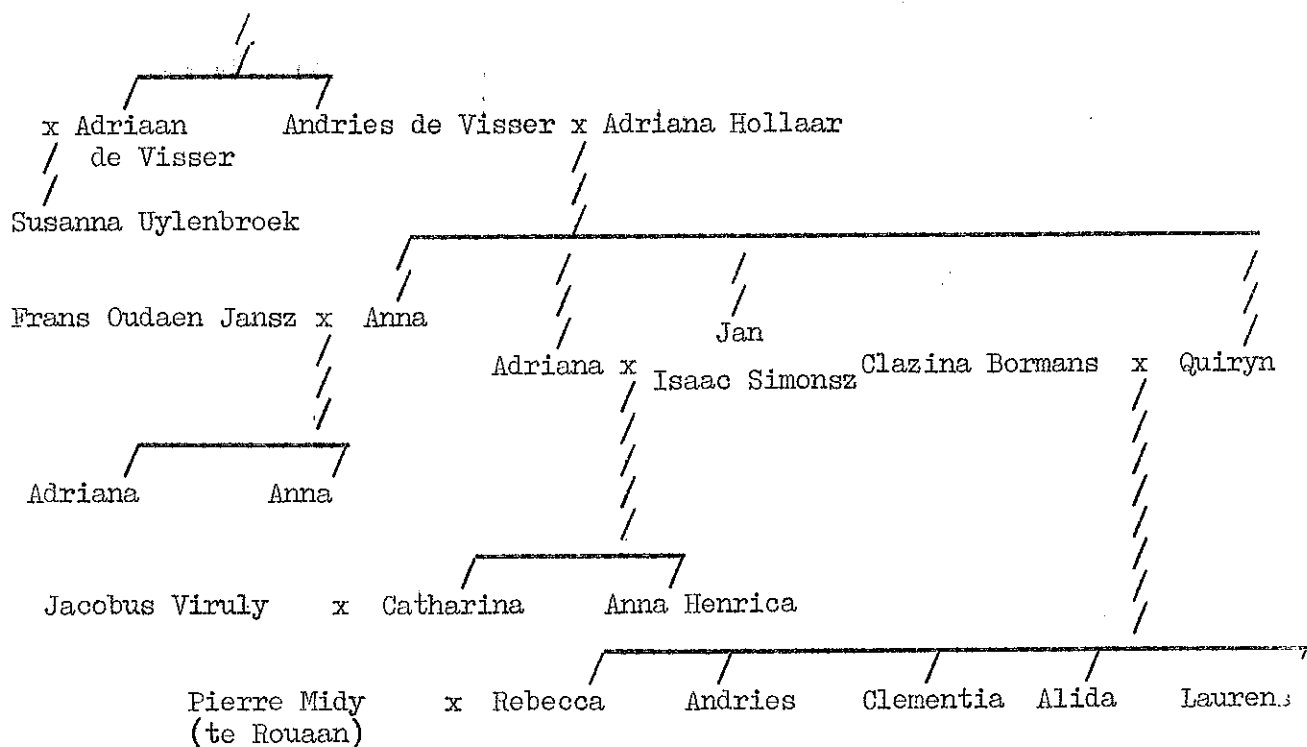 x Adriaan Andries de Visser x Adriana Hollaar
de Visser
Susanna Uylenbroek
Frans Oudaen Jansz x Anna
Jan
Adriana x Isaac Simonsz Clazina Bormans x Quiryn
Adriana Anna
Jacobus Viruly x Catharina Anna Henrica
Pierre Midy x Rebecca Andries Clementia Alida Laurens
(te Rouaan)